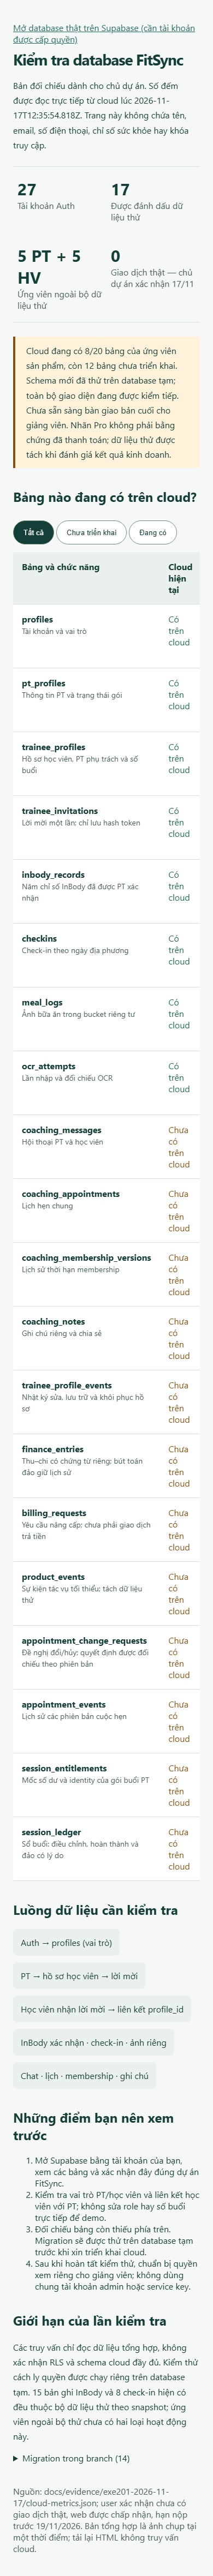 Mở database thật trên Supabase (cần tài khoản
được cấp quyền)
Kiểm tra database FitSync
Bản đối chiếu dành cho chủ dự án. Số đếm
được đọc trực tiếp từ cloud lúc 2026-11-
17T12:35:54.818Z. Trang này không chứa tên,
email, số điện thoại, chỉ số sức khỏe hay khóa
truy cập.
27
Tài khoản Auth
17
Được đánh dấu dữ
liệu thử
5 PT + 5
HV
Ứng viên ngoài bộ dữ
liệu thử
0
Giao dịch thật — chủ
dự án xác nhận 17/11
Cloud đang có 8/20 bảng của ứng viên
sản phẩm, còn 12 bảng chưa triển khai.
Schema mới đã thử trên database tạm;
toàn bộ giao diện đang được kiểm tiếp.
Chưa sẵn sàng bàn giao bản cuối cho
giảng viên. Nhãn Pro không phải bằng
chứng đã thanh toán; dữ liệu thử được
tách khi đánh giá kết quả kinh doanh.
Bảng nào đang có trên cloud?
Tất cả
Chưa triển khai
Đang có
Bảng và chức năng
Cloud
hiện
tại
profiles
Tài khoản và vai trò
Có
trên
cloud
pt_profiles
Thông tin PT và trạng thái gói
Có
trên
cloud
trainee_profiles
Hồ sơ học viên, PT phụ trách và số
buổi
Có
trên
cloud
trainee_invitations
Lời mời một lần; chỉ lưu hash token
Có
trên
cloud
inbody_records
Năm chỉ số InBody đã được PT xác
nhận
Có
trên
cloud
checkins
Check-in theo ngày địa phương
Có
trên
cloud
meal_logs
Ảnh bữa ăn trong bucket riêng tư
Có
trên
cloud
ocr_attempts
Lần nhập và đối chiếu OCR
Có
trên
cloud
coaching_messages
Hội thoại PT và học viên
Chưa
có
trên
cloud
coaching_appointments
Lịch hẹn chung
Chưa
có
trên
cloud
coaching_membership_versions
Lịch sử thời hạn membership
Chưa
có
trên
cloud
coaching_notes
Ghi chú riêng và chia sẻ
Chưa
có
trên
cloud
trainee_profile_events
Nhật ký sửa, lưu trữ và khôi phục hồ
sơ
Chưa
có
trên
cloud
finance_entries
Thu–chi có chứng từ riêng; bút toán
đảo giữ lịch sử
Chưa
có
trên
cloud
billing_requests
Yêu cầu nâng cấp; chưa phải giao dịch
trả tiền
Chưa
có
trên
cloud
product_events
Sự kiện tác vụ tối thiểu; tách dữ liệu
thử
Chưa
có
trên
cloud
appointment_change_requests
Đề nghị đổi/hủy; quyết định được đối
chiếu theo phiên bản
Chưa
có
trên
cloud
appointment_events
Lịch sử các phiên bản cuộc hẹn
Chưa
có
trên
cloud
session_entitlements
Mốc số dư và identity của gói buổi PT
Chưa
có
trên
cloud
session_ledger
Sổ buổi; điều chỉnh, hoàn thành và
đảo có lý do
Chưa
có
trên
cloud
Luồng dữ liệu cần kiểm tra
Auth → profiles (vai trò)
PT → hồ sơ học viên → lời mời
Học viên nhận lời mời → liên kết profile_id
InBody xác nhận · check-in · ảnh riêng
Chat · lịch · membership · ghi chú
Những điểm bạn nên xem
trước
1. Mở Supabase bằng tài khoản của bạn,
xem các bảng và xác nhận đây đúng dự án
FitSync.
2. Kiểm tra vai trò PT/học viên và liên kết học
viên với PT; không sửa role hay số buổi
trực tiếp để demo.
3. Đối chiếu bảng còn thiếu phía trên.
Migration sẽ được thử trên database tạm
trước khi xin triển khai cloud.
4. Sau khi hoàn tất kiểm thử, chuẩn bị quyền
xem riêng cho giảng viên; không dùng
chung tài khoản admin hoặc service key.
Giới hạn của lần kiểm tra
Các truy vấn chỉ đọc dữ liệu tổng hợp, không
xác nhận RLS và schema cloud đầy đủ. Kiểm thử
cách ly quyền được chạy riêng trên database
tạm. 15 bản ghi InBody và 8 check-in hiện có
đều thuộc bộ dữ liệu thử theo snapshot; ứng
viên ngoài bộ thử chưa có hai loại hoạt động
này.
▶ Migration trong branch (14)
Nguồn: docs/evidence/exe201-2026-11-
17/cloud-metrics.json; user xác nhận chưa có
giao dịch thật, web được chấp nhận, hạn nộp
trước 19/11/2026. Bản tổng hợp là ảnh chụp tại
một thời điểm; tải lại HTML không truy vấn
cloud.